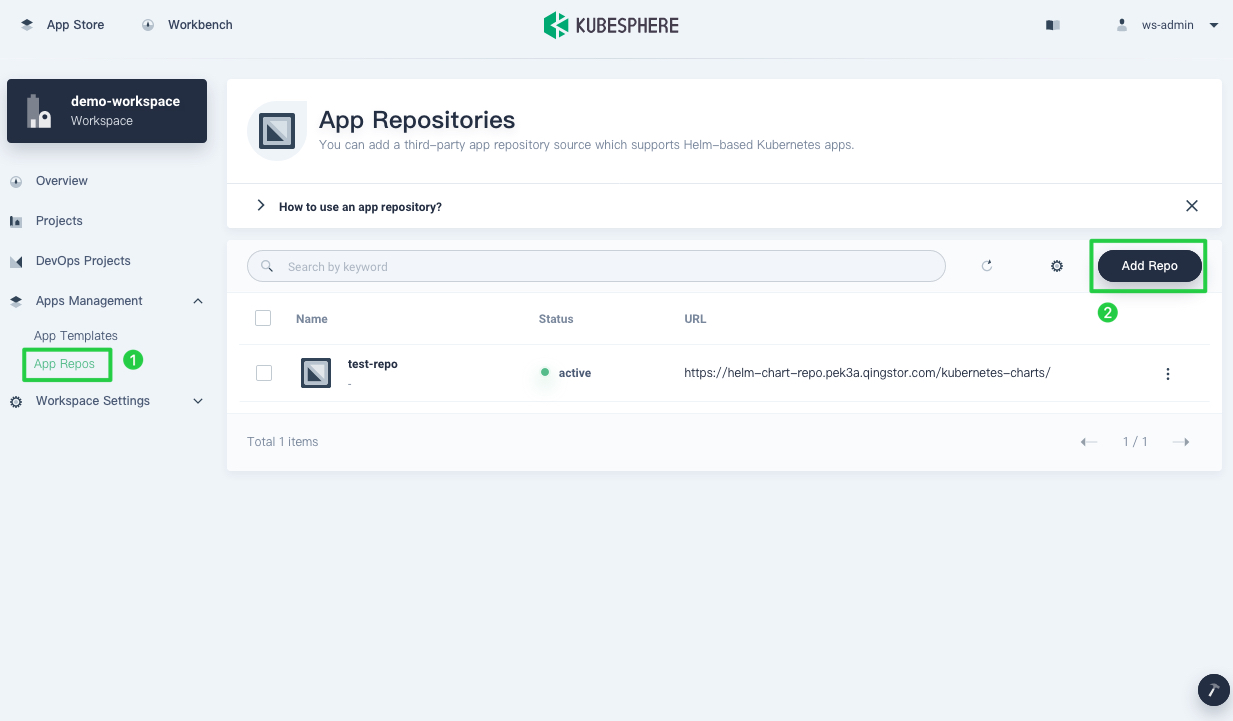 App Store
Workbench
KUBESPHERE
ws-admin
demo-workspace
Workspace
Overview
Projects
DevOps Projects
Apps Management
App Templates
App Repos
1
Workspace Settings
App Repositories
You can add a third-party app repository source which supports Helm-based Kubernetes apps.
How to use an app repository?
Search by keyword
Add Repo
2
Name
Status
URL
test-repo
-
active
https://helm-chart-repo.pek3a.qingstor.com/kubernetes-charts/
Total 1 items
1 / 1